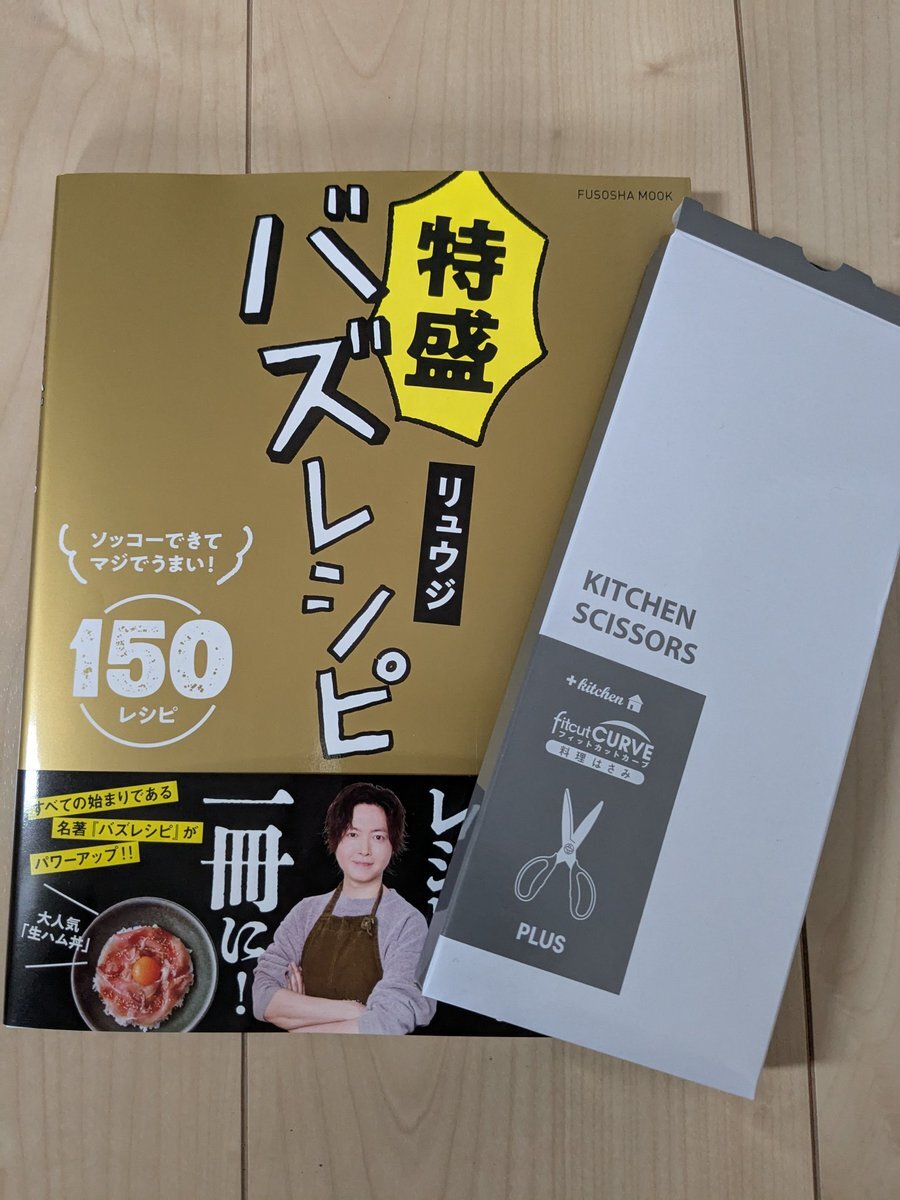 FUSOSHA MOOK
特盛
バズレシピ
リュウジ
ソッコーできて
マジでうまい!
150
レシピ
すべての始まりである
名著『バズレシピ』が
パワーアップ!!
一冊に!
大人気
「生ハム丼」
KITCHEN
SCISSORS
+kitchen
fitcut CURVE
フィットカットカーブ
料理はさみ
PLUS